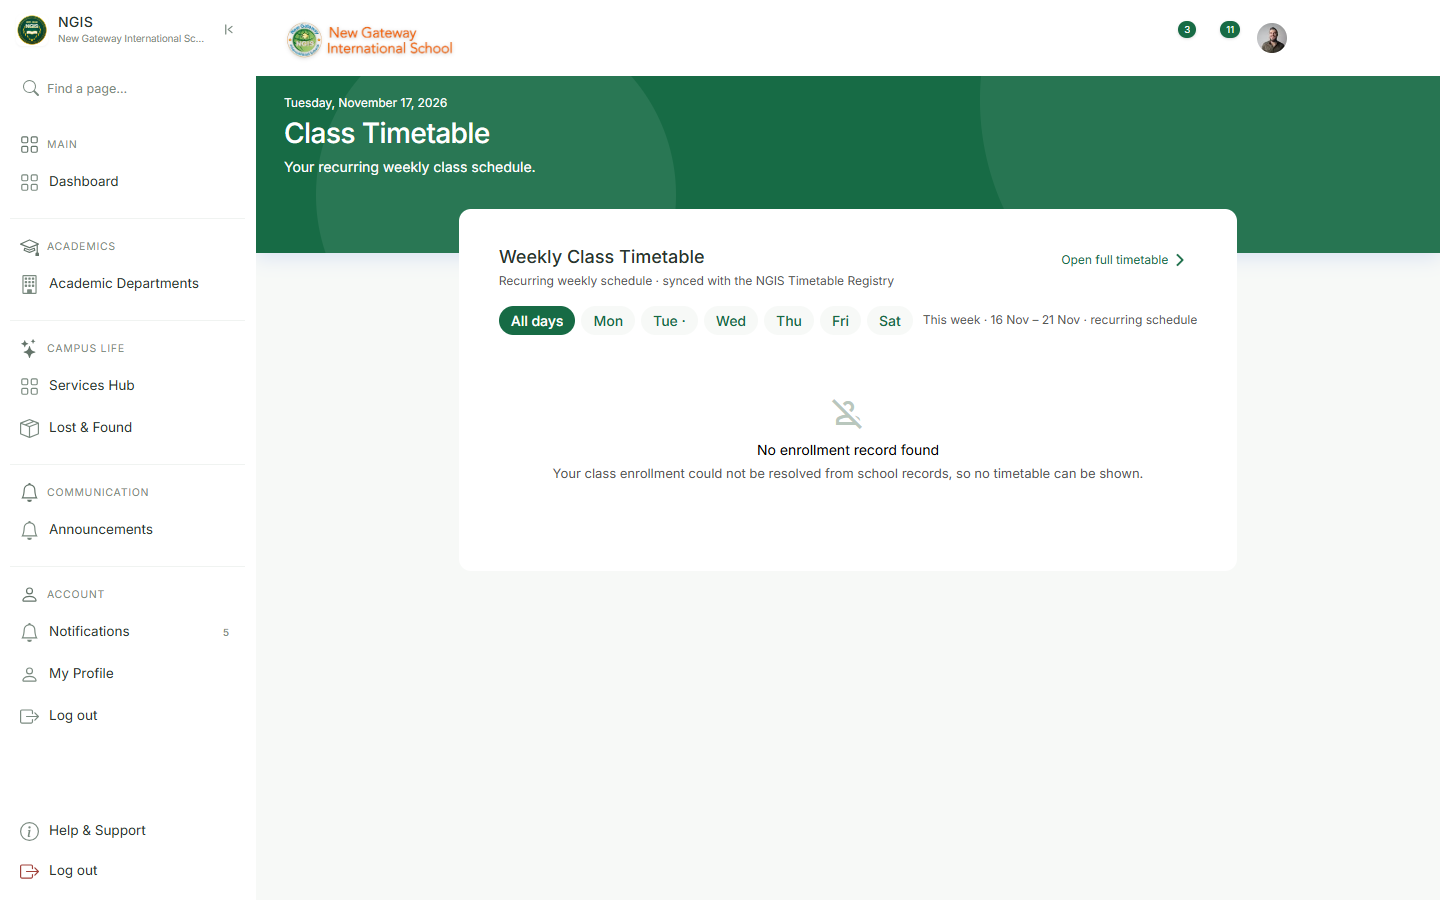 NGIS
New Gateway International Sc...
Find a page...
MAIN
Dashboard
ACADEMICS
Academic Departments
CAMPUS LIFE
Services Hub
Lost & Found
COMMUNICATION
Announcements
ACCOUNT
Notifications 5
My Profile
Log out
Help & Support
Log out
New Gateway
International School
3 11
Tuesday, November 17, 2026
Class Timetable
Your recurring weekly class schedule.
Weekly Class Timetable
Open full timetable
Recurring weekly schedule · synced with the NGIS Timetable Registry
All days Mon Tue · Wed Thu Fri Sat This week · 16 Nov – 21 Nov · recurring schedule
No enrollment record found
Your class enrollment could not be resolved from school records, so no timetable can be shown.